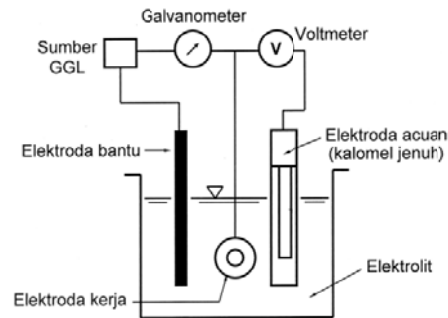 Galvanometer
Sumber
GGL
Voltmeter
V
Elektroda bantu
Elektroda acuan
(kalomel jenuh)
Elektrolit
Elektroda kerja